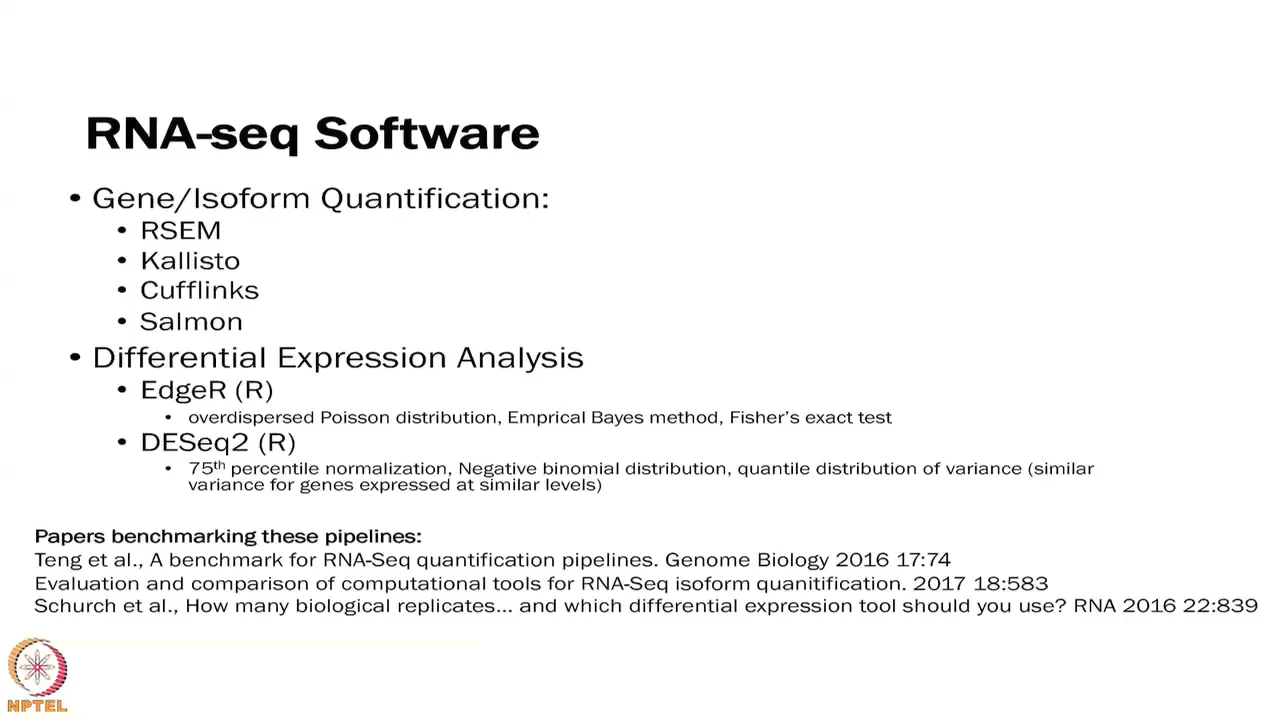 RNA-seq Software
• Gene/Isoform Quantification:
• RSEM
• Kallisto
• Cufflinks
• Salmon
• Differential Expression Analysis
• EdgeR (R)
• overdispersed Poisson distribution, Emprical Bayes method, Fisher's exact test
• DESeq2 (R)
• 75th percentile normalization, Negative binomial distribution, quantile distribution of variance (similar
variance for genes expressed at similar levels)
Papers benchmarking these pipelines:
Teng et al., A benchmark for RNA-Seq quantification pipelines. Genome Biology 2016 17:74
Evaluation and comparison of computational tools for RNA-Seq isoform quanitification. 2017 18:583
Schurch et al., How many biological replicates... and which differential expression tool should you use? RNA 2016 22:839
NPTEL